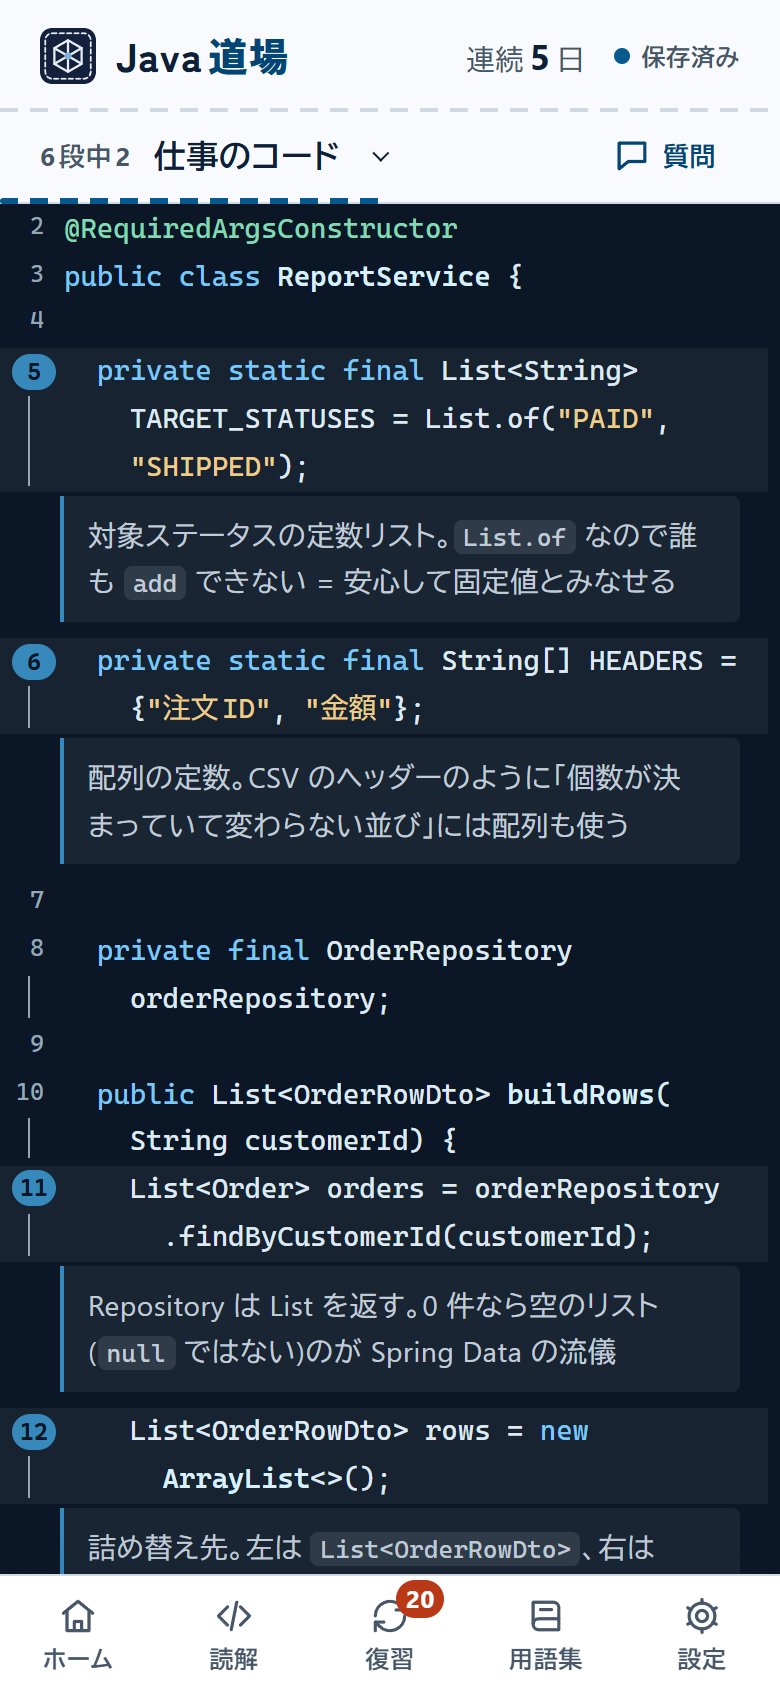 Java道場
連続 5 日
保存済み
6段中2 仕事のコード
質問
2 @RequiredArgsConstructor
3 public class ReportService {
4
5 private static final List<String>
TARGET_STATUSES = List.of("PAID",
"SHIPPED");
対象ステータスの定数リスト。List.of なので誰
も add できない = 安心して固定値とみなせる
6 private static final String[] HEADERS =
{"注文ID", "金額"};
配列の定数。CSV のヘッダーのように「個数が決
まっていて変わらない並び」には配列も使う
7
8 private final OrderRepository
orderRepository;
9
10 public List<OrderRowDto> buildRows(
String customerId) {
11 List<Order> orders = orderRepository
.findByCustomerId(customerId);
Repository は List を返す。0 件なら空のリスト
(null ではない)のが Spring Data の流儀
12 List<OrderRowDto> rows = new
ArrayList<>();
詰め替え先。左は List<OrderRowDto>、右は
ホーム
読解
20
復習
用語集
設定